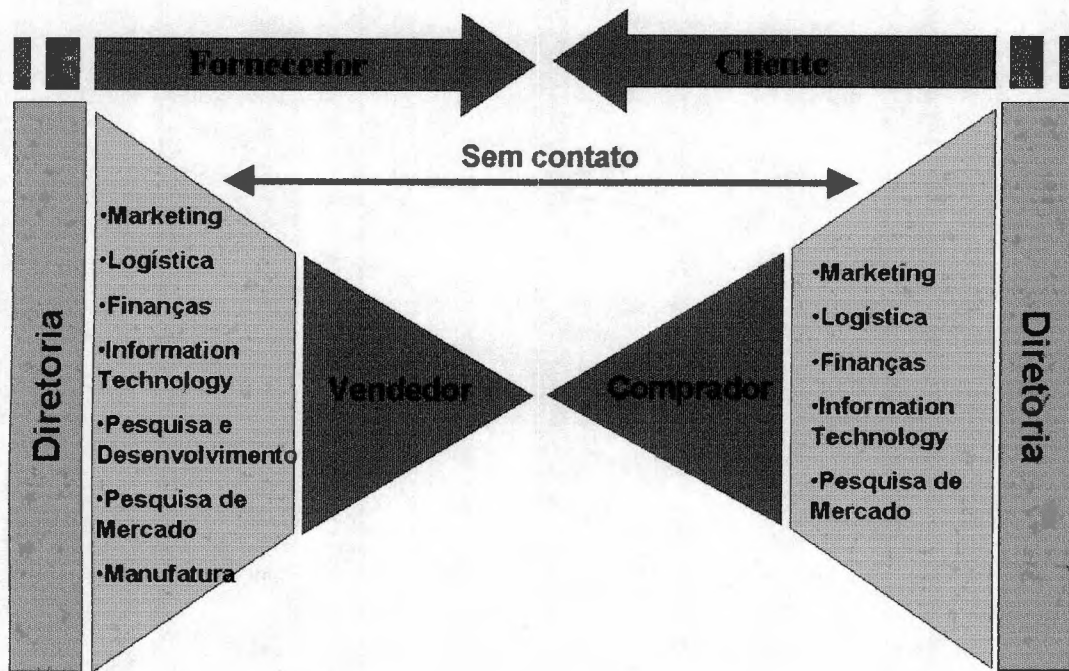 Fornecedor
Cliente
Sem contato
Diretoria
•Marketing
•Logística
•Finanças
•Information
Technology
•Pesquisa e
Desenvolvimento
•Pesquisa de
Mercado
•Manufatura
Vendedor
Comprador
•Marketing
•Logística
•Finanças
•Information
Technology
•Pesquisa de
Mercado
Diretoria